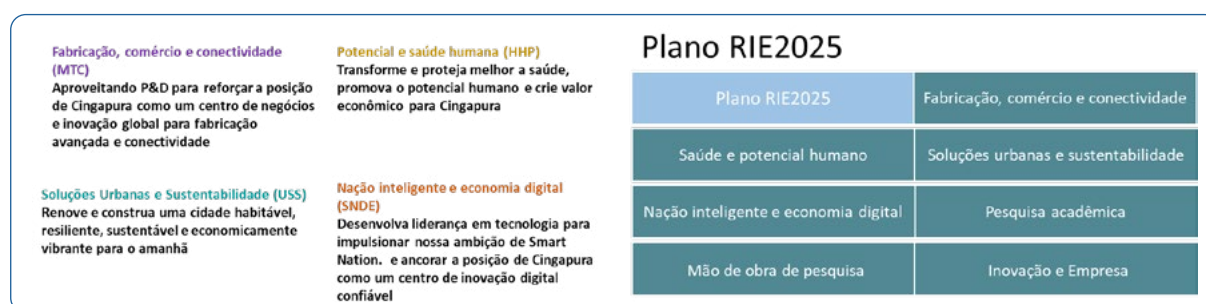 Fabricação, comércio e conectividade
(MTC)
Aproveitando P&D para reforçar a posição
de Cingapura como um centro de negócios
e inovação global para fabricação
avançada e conectividade
Potencial e saúde humana (HHP)
Transforme e proteja melhor a saúde,
promova o potencial humano e crie valor
econômico para Cingapura
Soluções Urbanas e Sustentabilidade (USS)
Renove e construa uma cidade habitável,
resiliente, sustentável e economicamente
vibrante para o amanhã
Nação inteligente e economia digital
(SNDE)
Desenvolva liderança em tecnologia para
impulsionar nossa ambição de Smart
Nation. e ancorar a posição de Cingapura
como um centro de inovação digital
confiável
Plano RIE2025
Plano RIE2025
Fabricação, comércio e conectividade
Saúde e potencial humano
Soluções urbanas e sustentabilidade
Nação inteligente e economia digital
Pesquisa acadêmica
Mão de obra de pesquisa
Inovação e Empresa